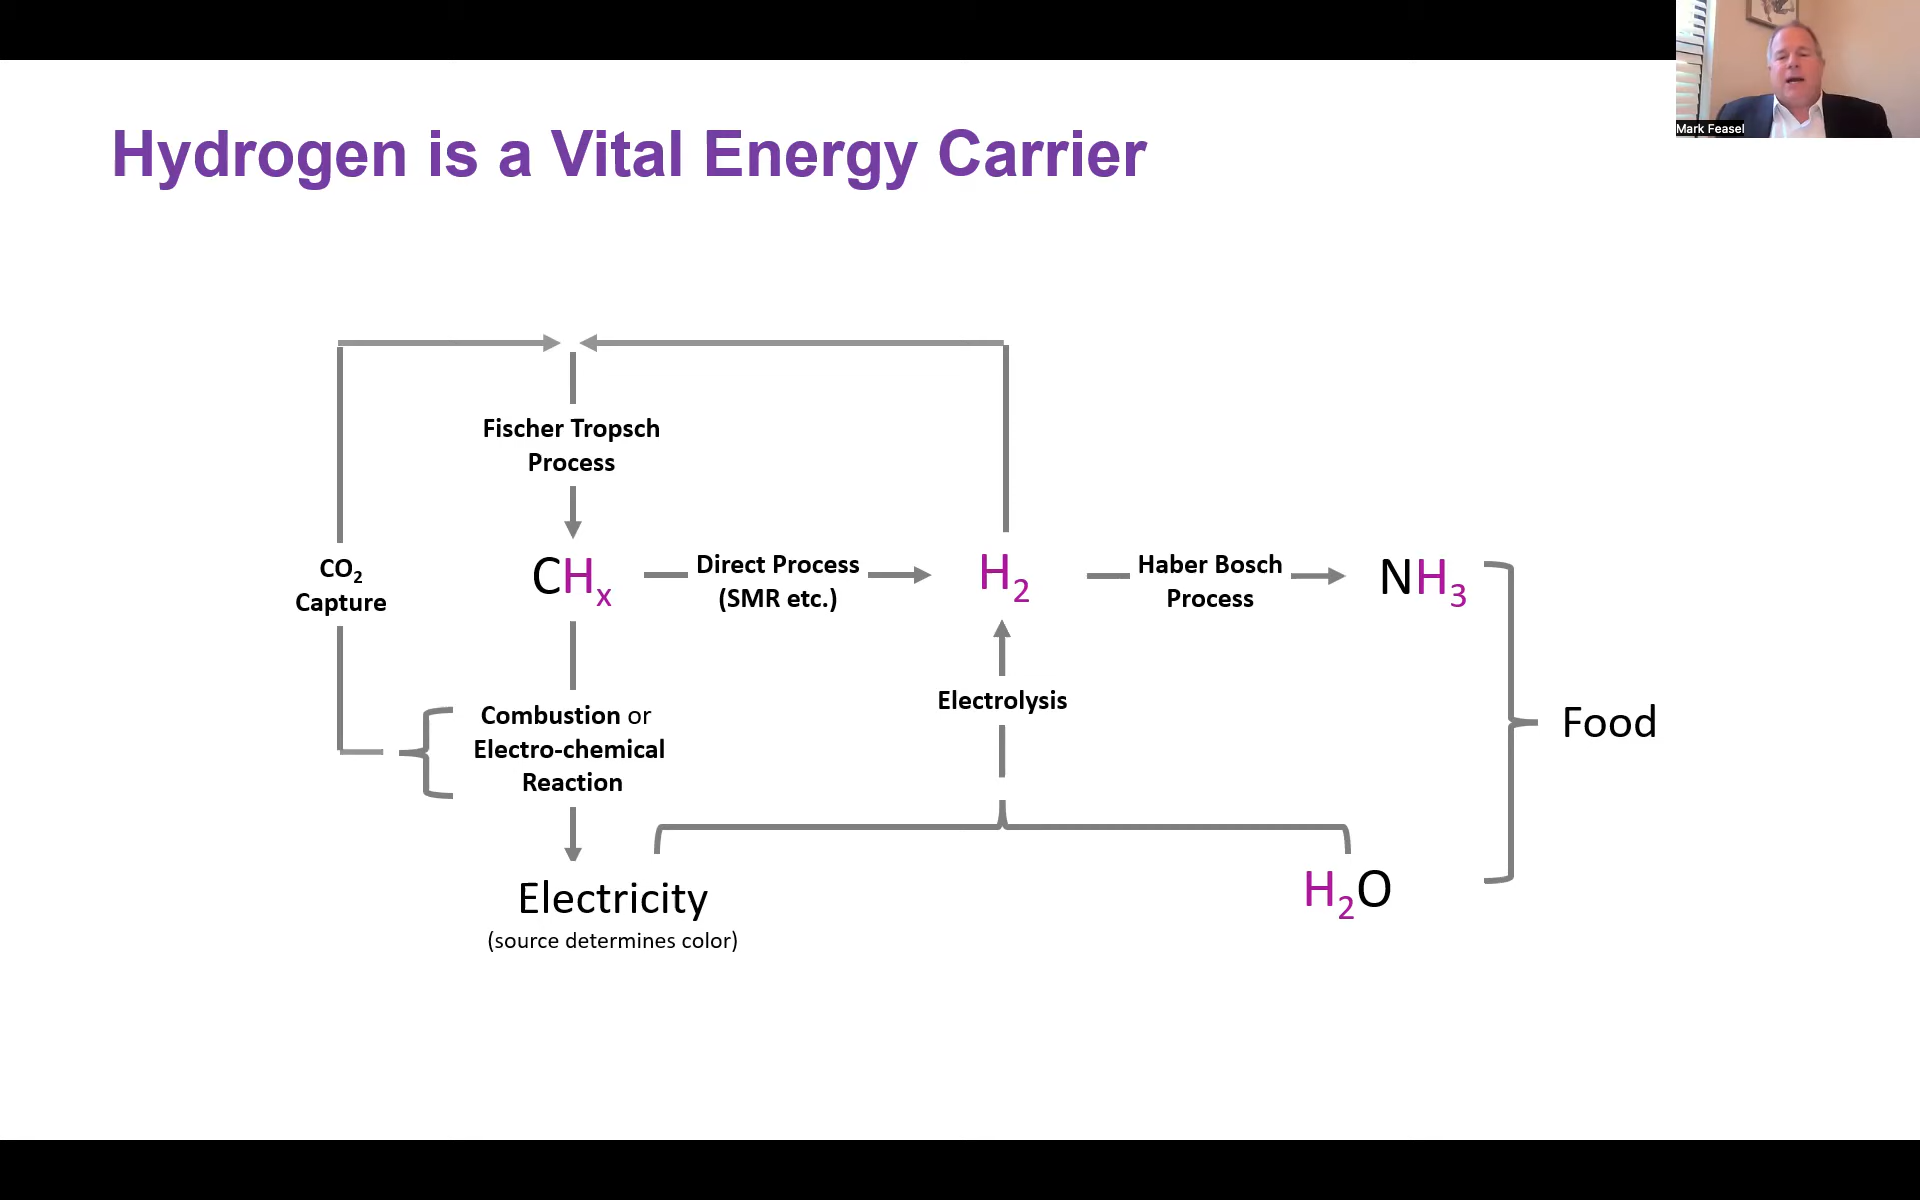 Mark Feasel
Hydrogen is a Vital Energy Carrier
Fischer Tropsch
Process
CO₂
Capture
CHₓ
Direct Process
(SMR etc.)
H₂
Haber Bosch
Process
NH₃
Combustion or
Electro-chemical
Reaction
Electrolysis
Food
Electricity
(source determines color)
H₂O